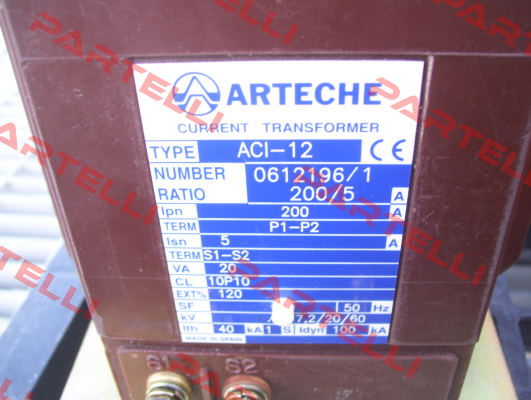 ARTECHE
CURRENT TRANSFORMER
TYPE ACI-12 CE
NUMBER 0612196/1
RATIO 200/5 A
Ipn 200 A
TERM P1-P2
Isn 5 A
TERM S1-S2
VA 20
CL 10P10
EXT% 120
SF 50 Hz
kV 7,2/20/60
Ith 40 kA 1 S Idyn 100 kA
MADE IN SPAIN
S1 S2
PARTELLI
PARTELLI
PARTELLI
PARTELLI
PARTELLI